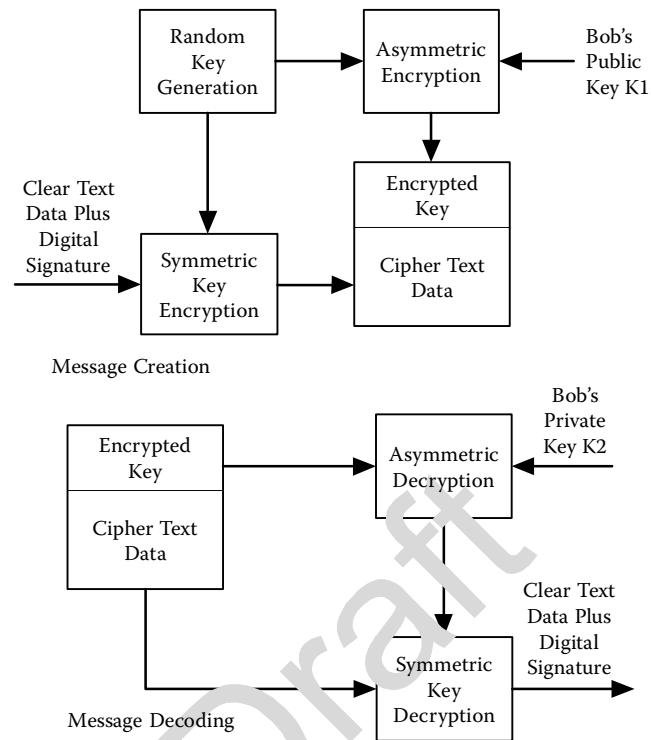 Random
Key
Generation
Asymmetric
Encryption
Bob's
Public
Key K1
Clear Text
Data Plus
Digital
Signature
Encrypted
Key
Symmetric
Key
Encryption
Cipher Text
Data
Message Creation
Bob's
Private
Key K2
Encrypted
Key
Asymmetric
Decryption
Cipher Text
Data
Clear Text
Data Plus
Digital
Signature
Symmetric
Key
Decryption
Message Decoding
Draft